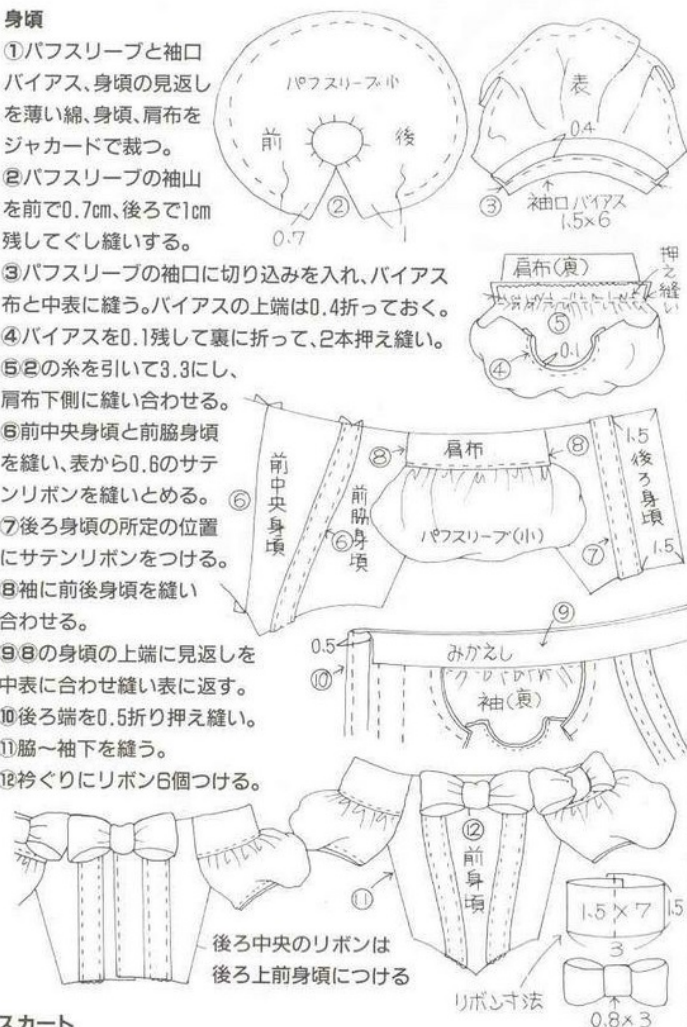 身頃
①パフスリーブと袖口
バイアス、身頃の見返し
を薄い綿、身頃、肩布を
ジャカードで裁つ。
②パフスリーブの袖山
を前で0.7cm、後ろで1cm
残してぐし縫いする。
③パフスリーブの袖口に切り込みを入れ、バイアス
布と中表に縫う。バイアスの上端は0.4折っておく。
④バイアスを0.1残して裏に折って、2本押え縫い。
⑤②の糸を引いて3.3にし、
肩布下側に縫い合わせる。
⑥前中央身頃と前脇身頃
を縫い、表から0.6のサテ
ンリボンを縫いとめる。
⑦後ろ身頃の所定の位置
にサテンリボンをつける。
⑧袖に前後身頃を縫い
合わせる。
⑨⑧の身頃の上端に見返しを
中表に合わせ縫い表に返す。
⑩後ろ端を0.5折り押え縫い。
⑪脇～袖下を縫う。
⑫衿ぐりにリボン6個つける。
パフスリーブ小
前
後
②
0.7
1
表
0.4
③
袖口バイアス
1.5×6
肩布(裏)
押え縫い
⑤
④
0.1
⑥
前中央身頃
⑥
前脇身頃
⑧
肩布
⑧
パフスリーブ(小)
1.5
後ろ身頃
⑦
1.5
⑨
0.5
みかえし
⑩
袖(裏)
⑫
前身頃
⑪
後ろ中央のリボンは
後ろ上前身頃につける
1.5×7
1.5
3
リボン寸法
0.8×3
スカート